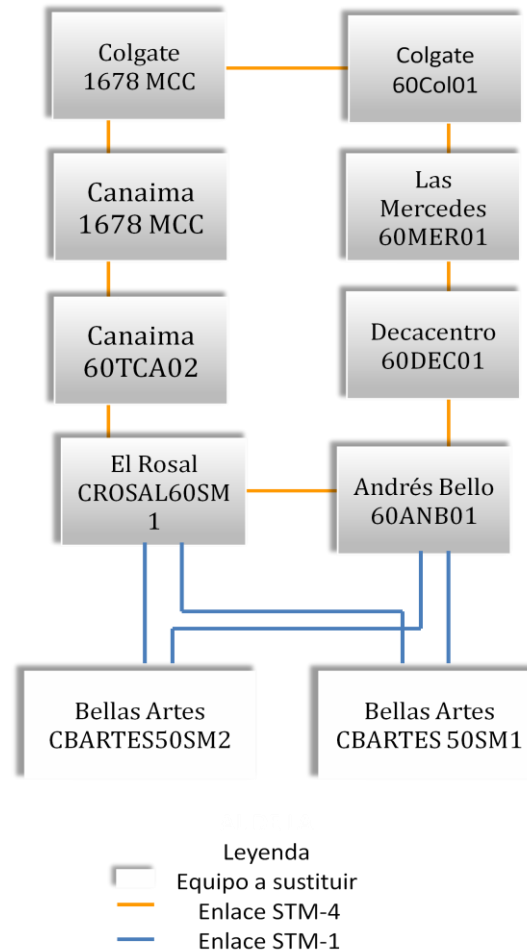 Colgate
1678 MCC
Colgate
60Col01
Canaima
1678 MCC
Las
Mercedes
60MER01
Canaima
60TCA02
Decacentro
60DEC01
El Rosal
CROSAL60SM
1
Andrés Bello
60ANB01
Bellas Artes
CBARTES50SM2
Bellas Artes
CBARTES 50SM1
Leyenda
Equipo a sustituir
Enlace STM-4
Enlace STM-1